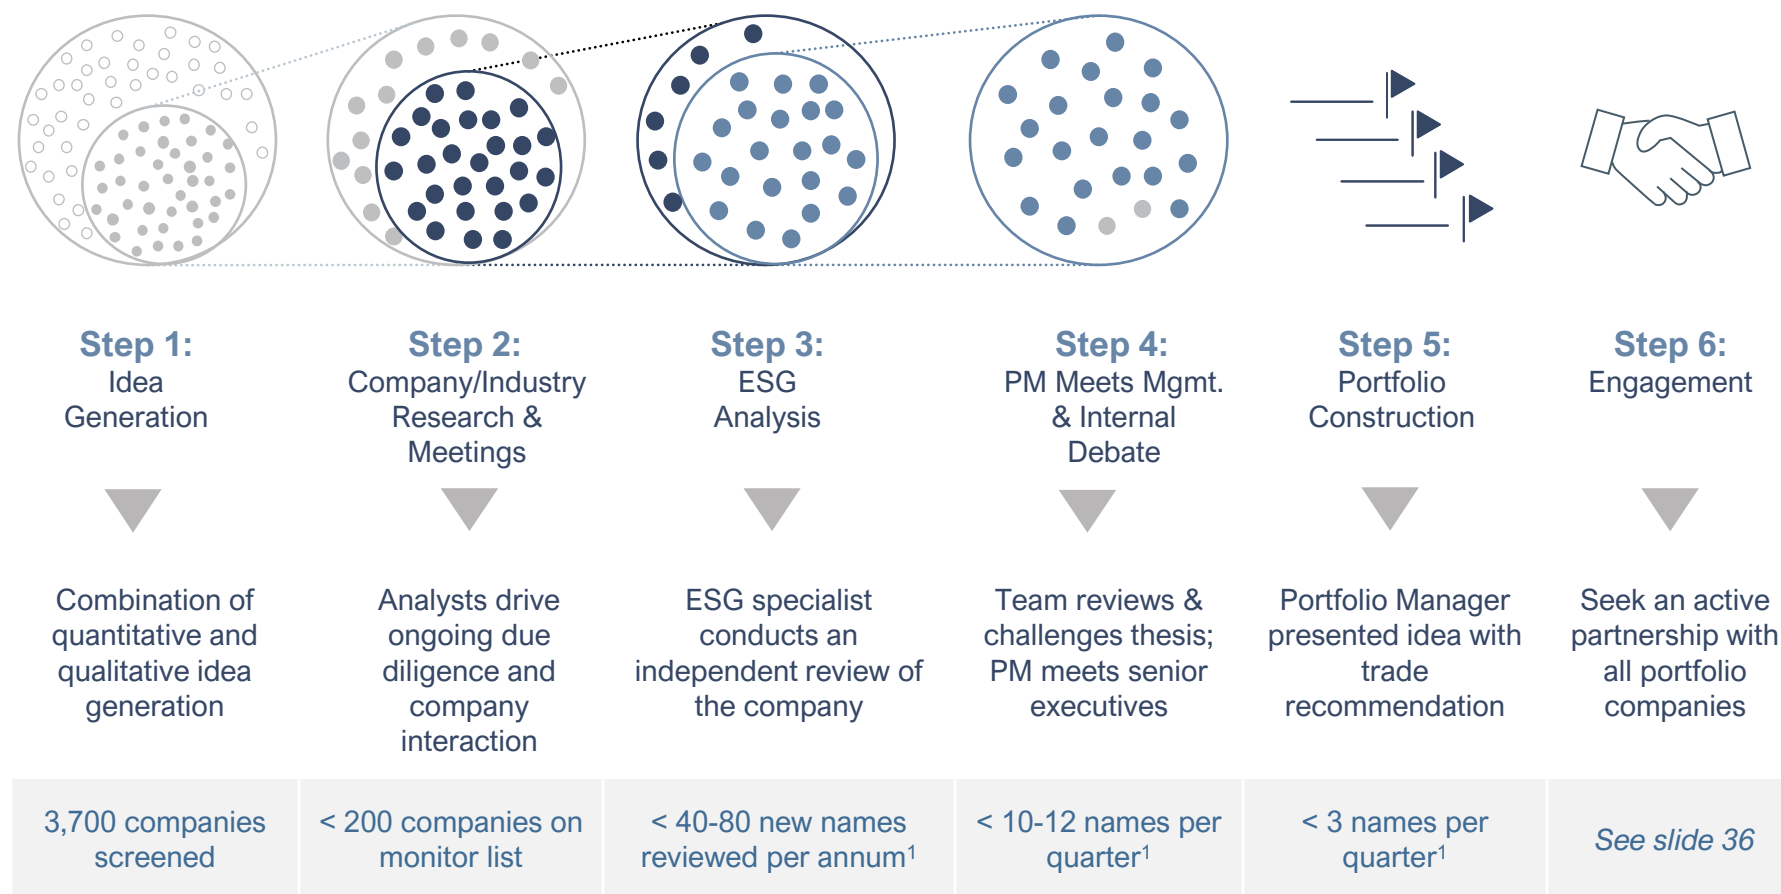 Step 1:
Idea
Generation
Step 2:
Company/Industry
Research &
Meetings
Step 3:
ESG
Analysis
Step 4:
PM Meets Mgmt.
& Internal
Debate
Step 5:
Portfolio
Construction
Step 6:
Engagement
Combination of
quantitative and
qualitative idea
generation
Analysts drive
ongoing due
diligence and
company
interaction
ESG specialist
conducts an
independent review of
the company
Team reviews &
challenges thesis;
PM meets senior
executives
Portfolio Manager
presented idea with
trade
recommendation
Seek an active
partnership with
all portfolio
companies
3,700 companies
screened
< 200 companies on
monitor list
< 40-80 new names
reviewed per annum¹
< 10-12 names per
quarter¹
< 3 names per
quarter¹
See slide 36